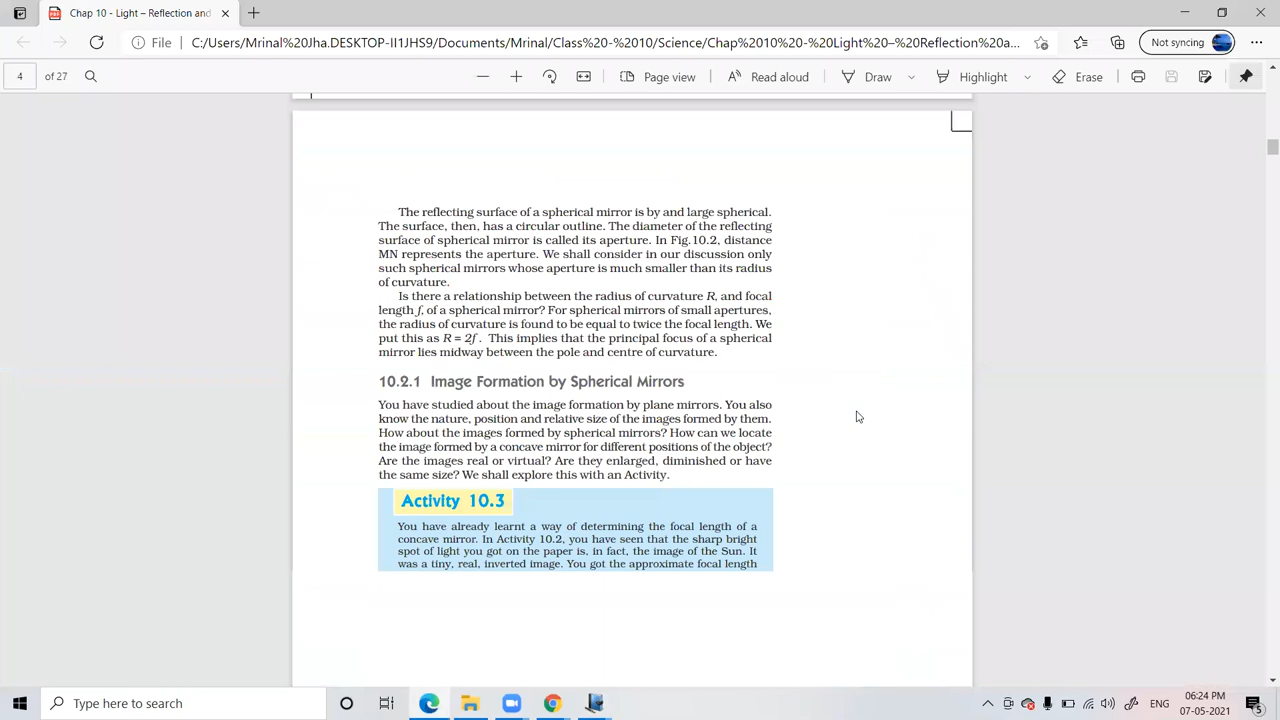 Chap 10 - Light – Reflection and
File
C:/Users/Mrinal%20Jha.DESKTOP-II1JHS9/Documents/Mrinal/Class%20-%2010/Science/Chap%2010%20-%20Light%20–%20Reflection%20a...
Not syncing
4 of 27
Page view
Read aloud
Draw
Highlight
Erase
The reflecting surface of a spherical mirror is by and large spherical.
The surface, then, has a circular outline. The diameter of the reflecting
surface of spherical mirror is called its aperture. In Fig.10.2, distance
MN represents the aperture. We shall consider in our discussion only
such spherical mirrors whose aperture is much smaller than its radius
of curvature.
Is there a relationship between the radius of curvature R, and focal
length f, of a spherical mirror? For spherical mirrors of small apertures,
the radius of curvature is found to be equal to twice the focal length. We
put this as R = 2f . This implies that the principal focus of a spherical
mirror lies midway between the pole and centre of curvature.
10.2.1 Image Formation by Spherical Mirrors
You have studied about the image formation by plane mirrors. You also
know the nature, position and relative size of the images formed by them.
How about the images formed by spherical mirrors? How can we locate
the image formed by a concave mirror for different positions of the object?
Are the images real or virtual? Are they enlarged, diminished or have
the same size? We shall explore this with an Activity.
Activity 10.3
You have already learnt a way of determining the focal length of a
concave mirror. In Activity 10.2, you have seen that the sharp bright
spot of light you got on the paper is, in fact, the image of the Sun. It
was a tiny, real, inverted image. You got the approximate focal length
Type here to search
ENG
06:24 PM
07-05-2021
5